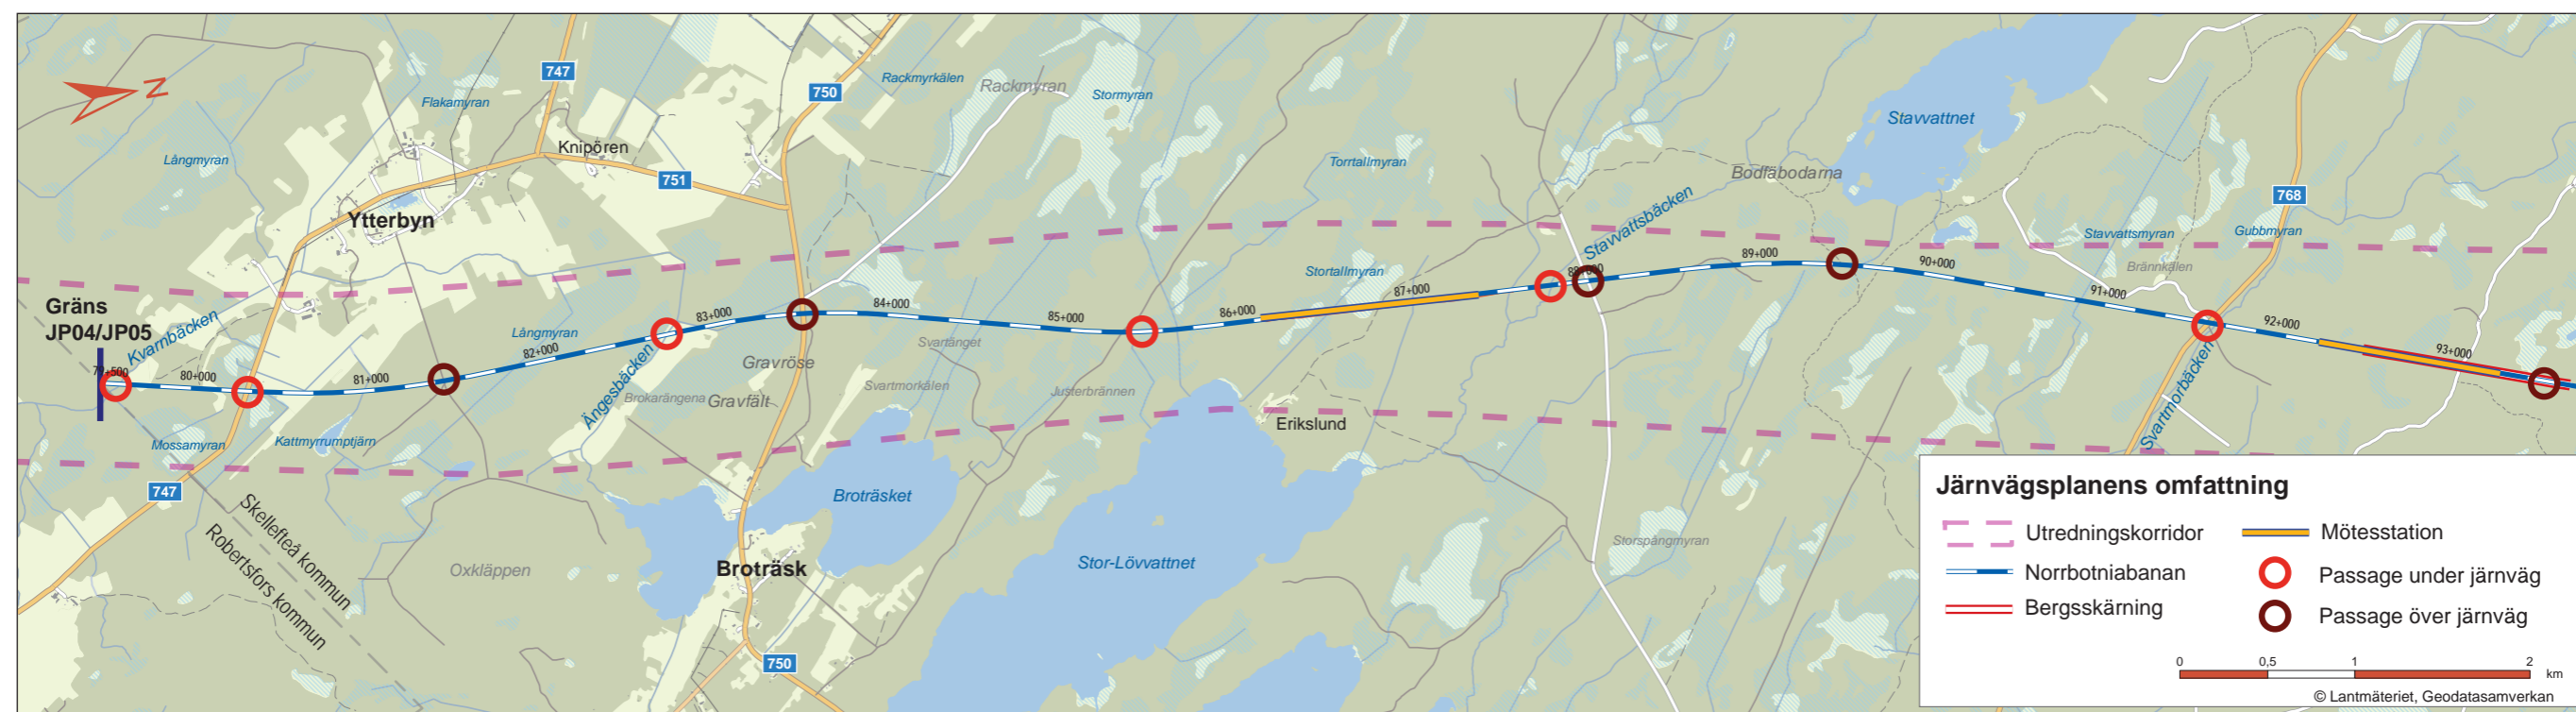 N
Flakamyran
747
750
Rackmyrkälen
Rackmyran
Stormyran
Stavvattnet
Långmyran
Knipören
751
Torrtallmyran
Bodfäbodarna
768
Ytterbyn
Stavvattsbäcken
Stavvattsmyran
Gubbmyran
Brännkälen
Gräns
JP04/JP05
Kvarnbäcken
Långmyran
Stortallmyran
79+500
80+000
81+000
82+000
83+000
84+000
85+000
86+000
87+000
88+000
89+000
90+000
91+000
92+000
93+000
Ängesbäcken
Gravröse
Gravfält
Brokarängena
Svartänget
Svartmorkälen
Justerbrännen
Erikslund
Svartmorbäcken
Mossamyran
Kattmyrrumptjärn
747
Skellefteå kommun
Robertsfors kommun
Oxkläppen
Broträsket
Broträsk
750
Stor-Lövvattnet
Storspångmyran
Järnvägsplanens omfattning
Utredningskorridor
Norrbotniabanan
Bergsskärning
Mötesstation
Passage under järnväg
Passage över järnväg
0 0,5 1 2
km
© Lantmäteriet, Geodatasamverkan